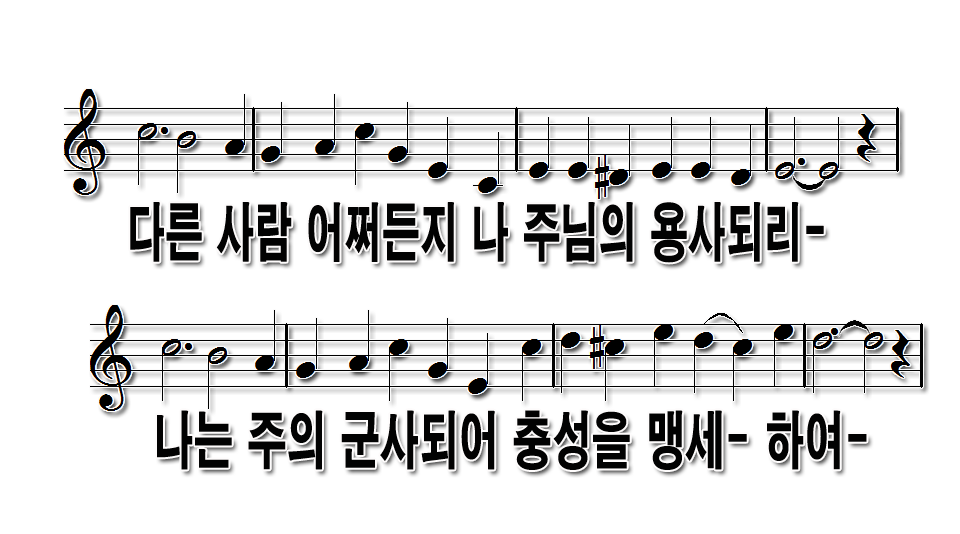 다른 사람 어쩌든지 나 주님의 용사되리-
나는 주의 군사되어 충성을 맹세- 하여-